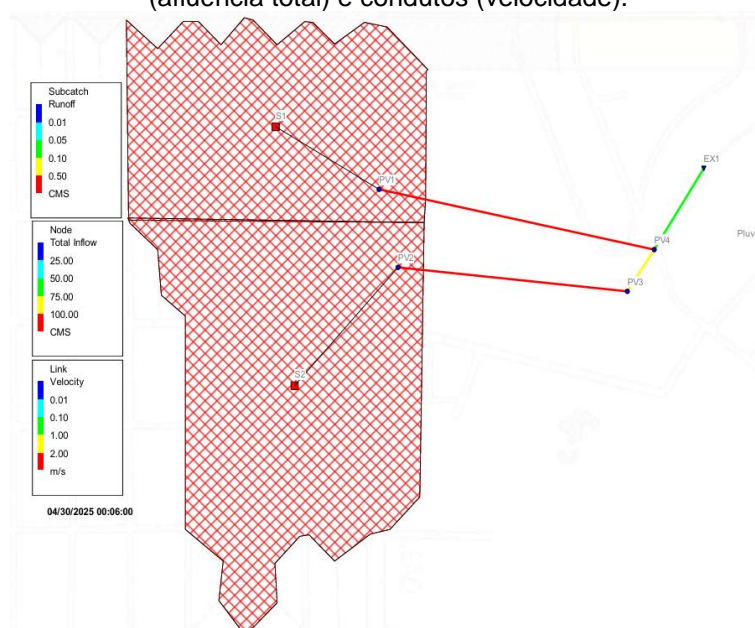 (afluência total) e condutos (velocidade).
Subcatch
Runoff
0.01
0.05
0.10
0.50
CMS
Node
Total Inflow
25.00
50.00
75.00
100.00
CMS
Link
Velocity
0.01
0.10
1.00
2.00
m/s
04/30/2025 00:06:00
S1
PV1
EX1
PV4
Pluv
PV2
PV3
S2